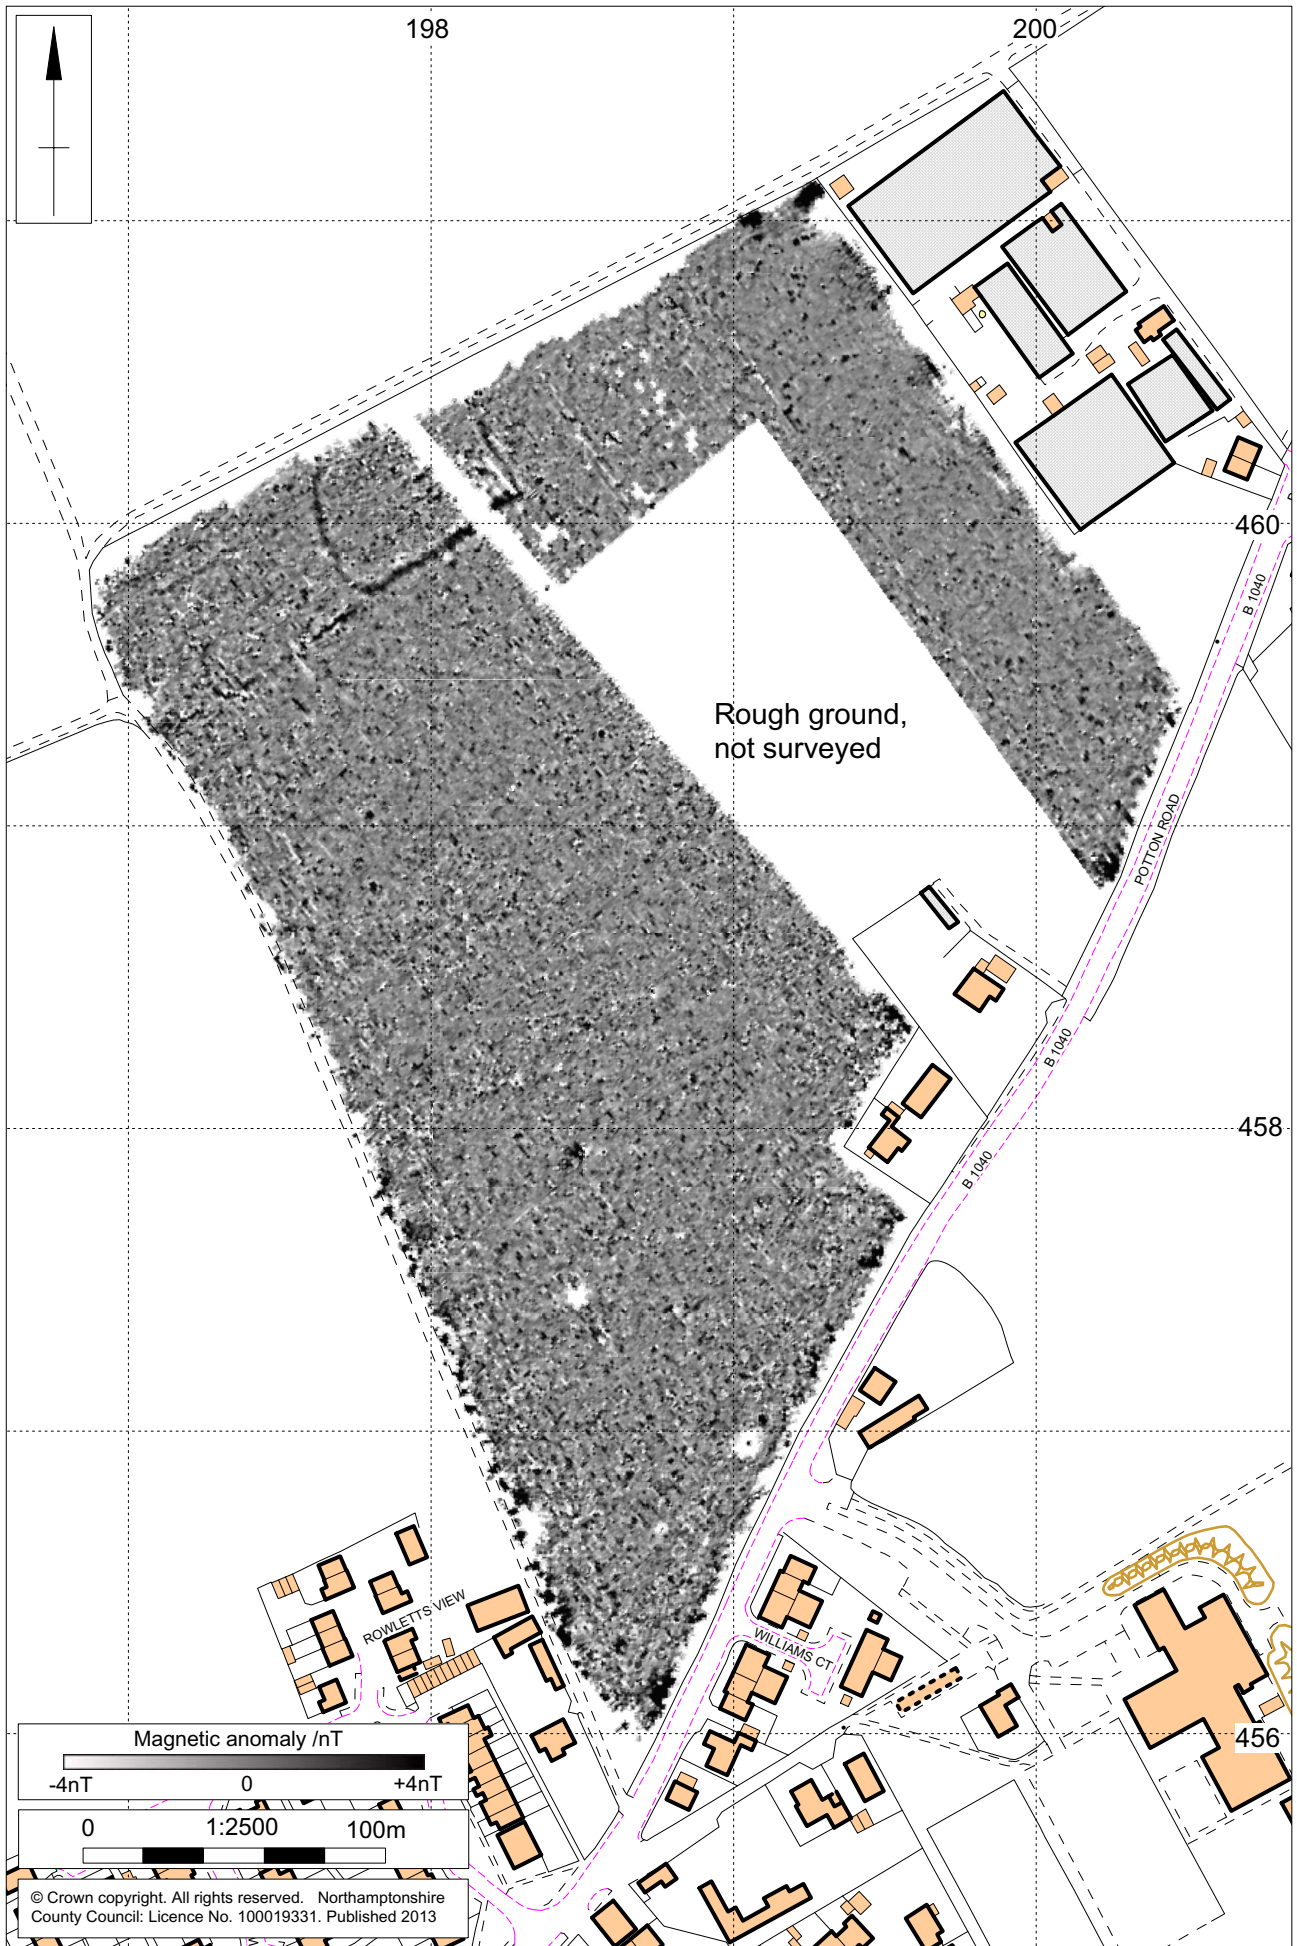 198
200
460
B 1040
Rough ground,
not surveyed
POTTON ROAD
B 1040
458
B 1040
ROWLETTS VIEW
WILLIAMS CT
456
Magnetic anomaly /nT
-4nT 0 +4nT
0 1:2500 100m
© Crown copyright. All rights reserved. Northamptonshire
County Council: Licence No. 100019331. Published 2013